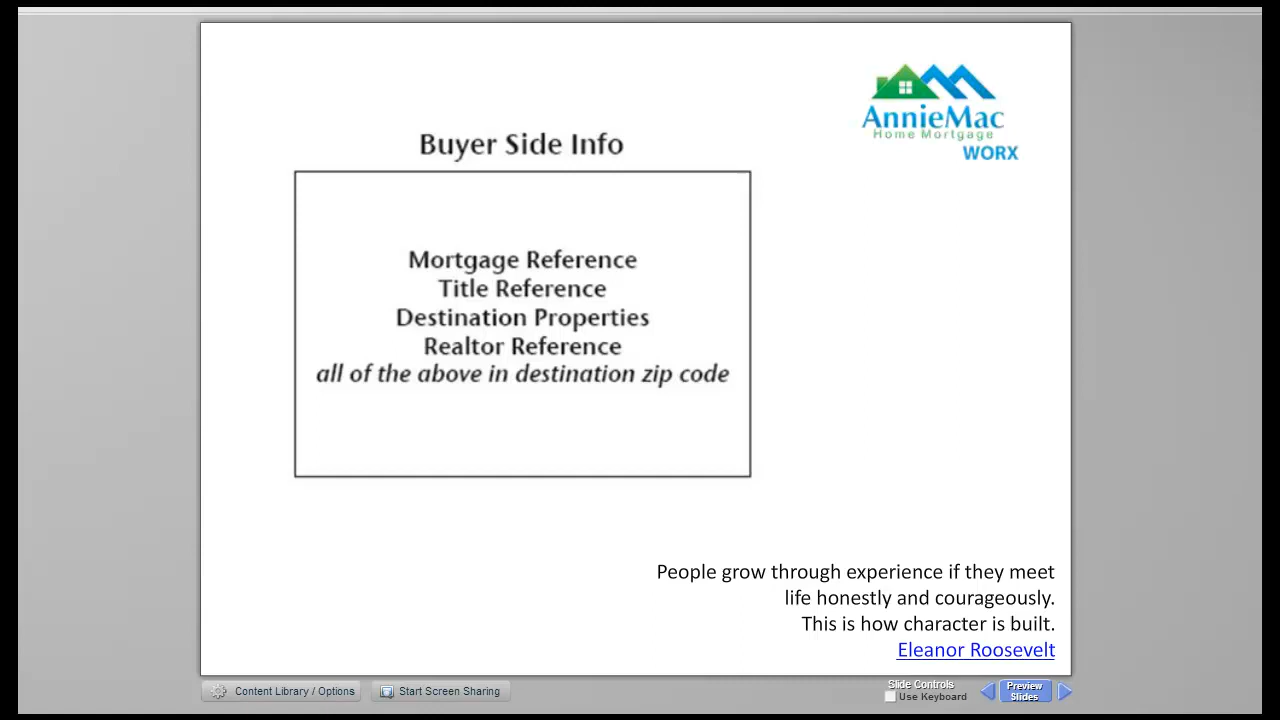 AnnieMac
Home Mortgage
WORX
Buyer Side Info
Mortgage Reference
Title Reference
Destination Properties
Realtor Reference
all of the above in destination zip code
People grow through experience if they meet
life honestly and courageously.
This is how character is built.
Eleanor Roosevelt
Content Library / Options
Start Screen Sharing
Slide Controls
Use Keyboard
Preview
Slides